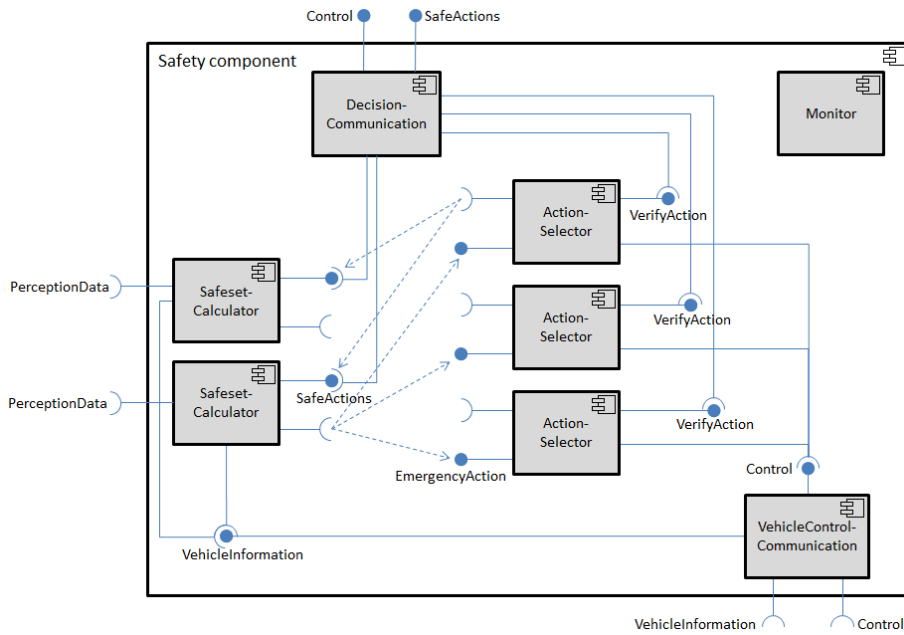 Control
SafeActions
Safety component
Decision-
Communication
Monitor
Action-
Selector
VerifyAction
PerceptionData
Safeset-
Calculator
Action-
Selector
VerifyAction
PerceptionData
Safeset-
Calculator
SafeActions
Action-
Selector
VerifyAction
EmergencyAction
Control
VehicleControl-
Communication
VehicleInformation
VehicleInformation
Control